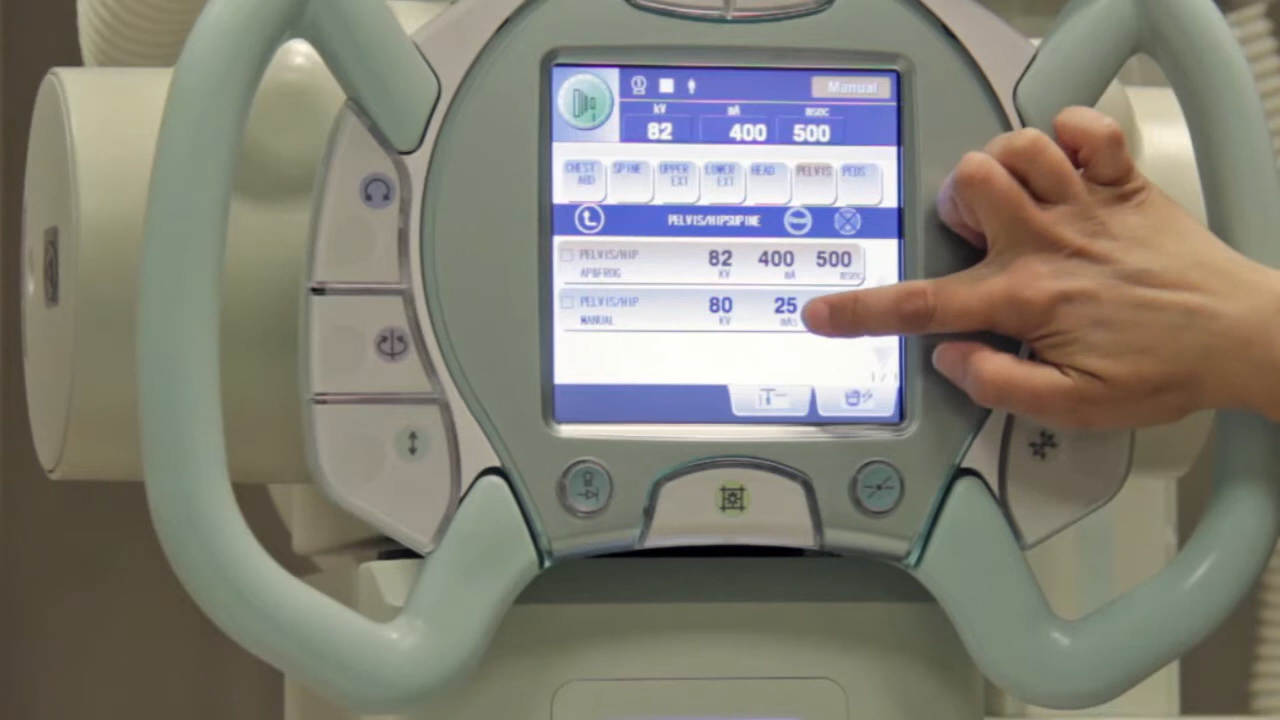 Manual
kV mA msec
82 400 500
CHEST ABD SPINE UPPER EXT LOWER EXT HEAD PELVIS PEDS
PELVIS/HIPSUPINE
PELVIS/HIP 82 400 500
AP&FROG KV mA msec
PELVIS/HIP 80 25
MANUAL KV mAs